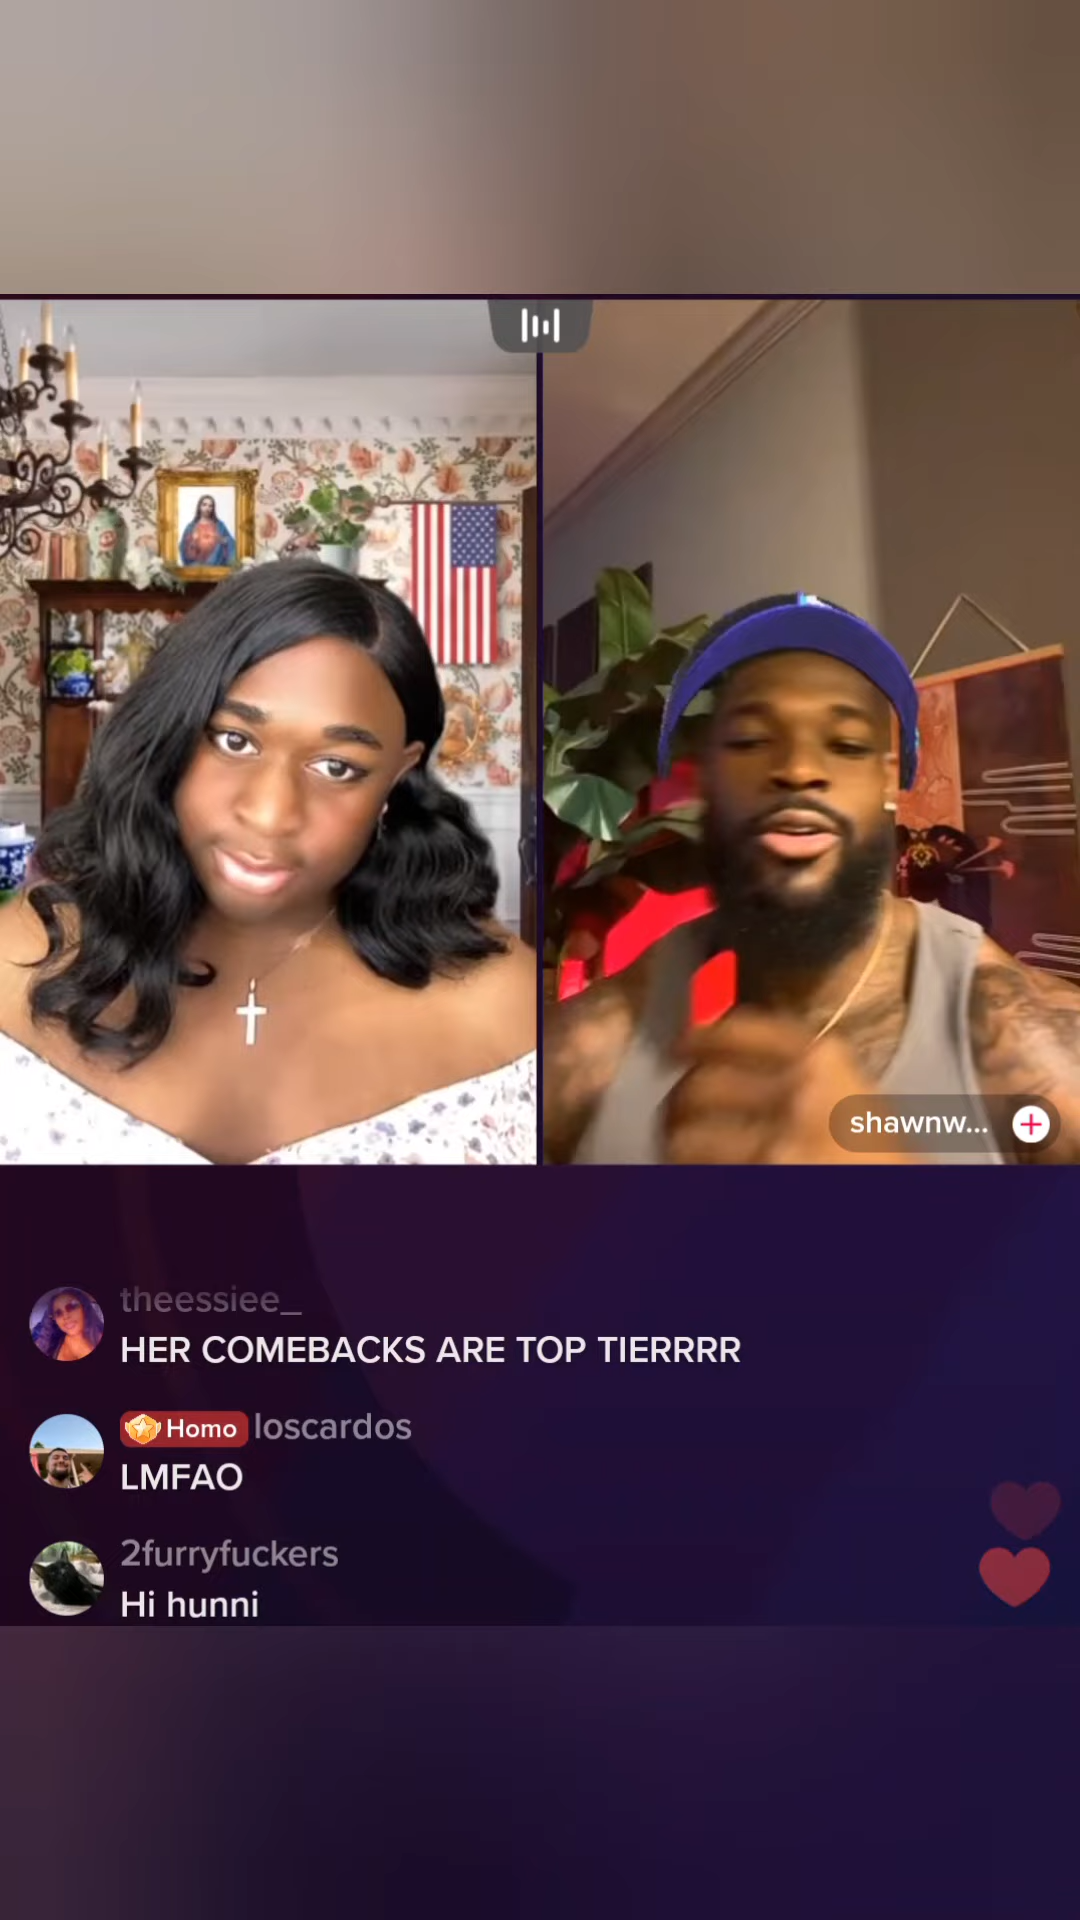 shawnw...
theessiee_
HER COMEBACKS ARE TOP TIERRRR
Homo loscardos
LMFAO
2furryfuckers
Hi hunni